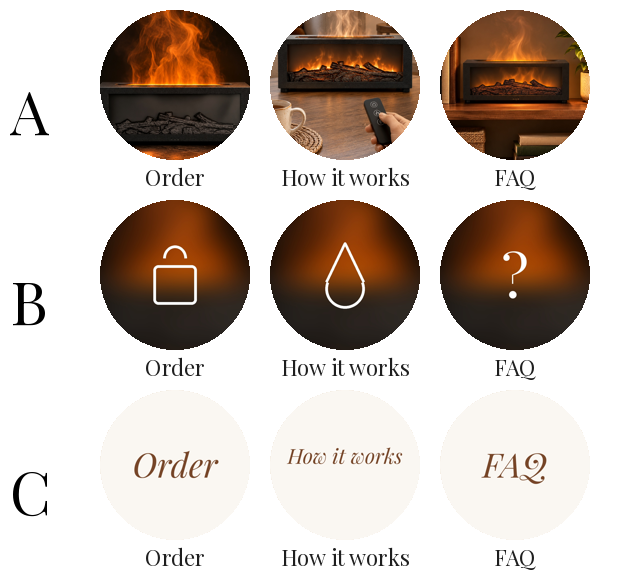 A
Order
How it works
FAQ
B
?
Order
How it works
FAQ
C
Order
How it works
FAQ
Order
How it works
FAQ